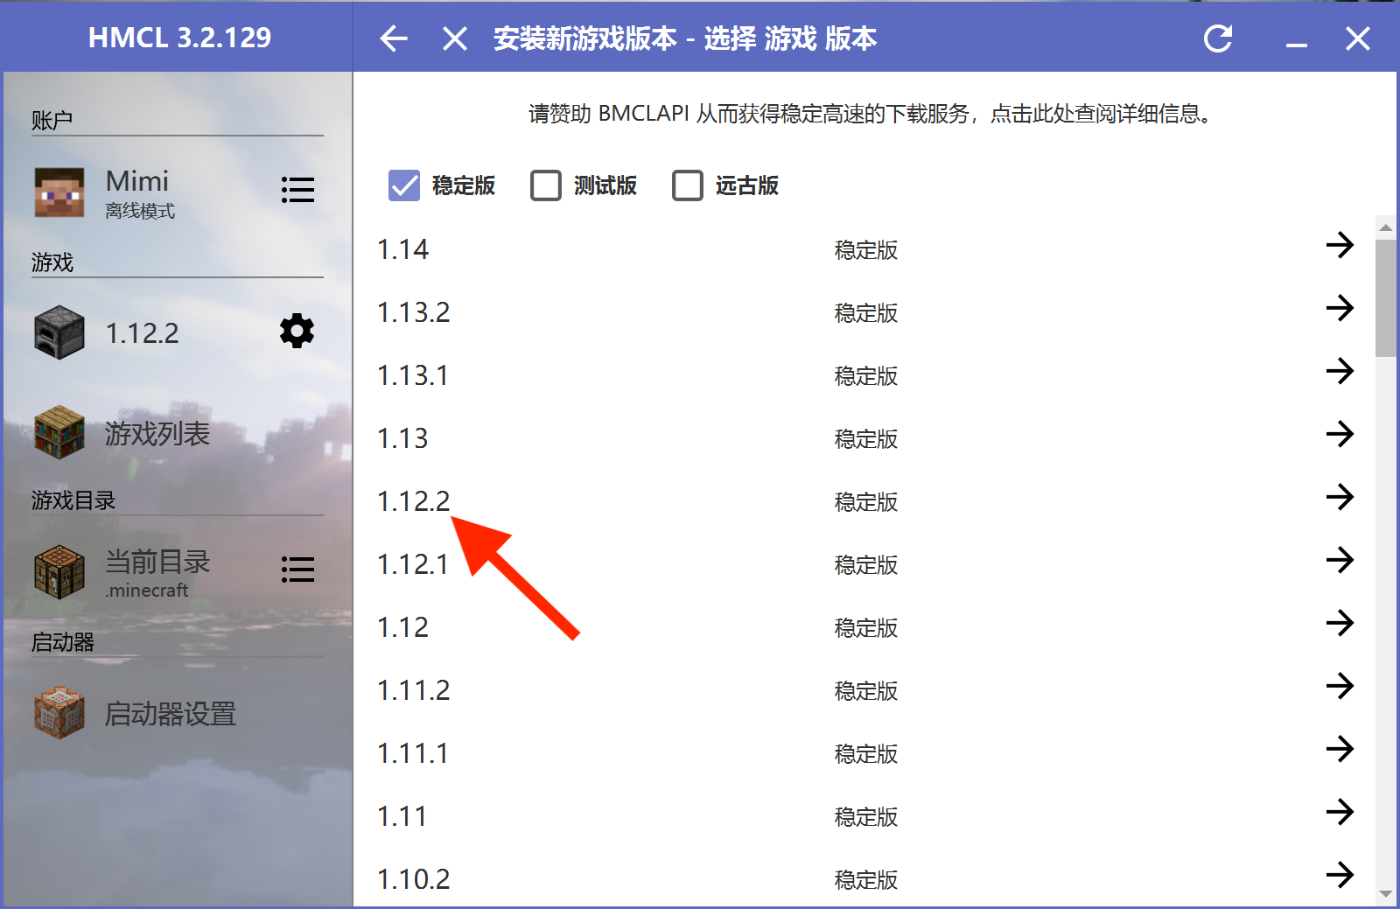 HMCL 3.2.129
安装新游戏版本 - 选择 游戏 版本
账户
Mimi
离线模式
游戏
1.12.2
游戏列表
游戏目录
当前目录
.minecraft
启动器
启动器设置
请赞助 BMCLAPI 从而获得稳定高速的下载服务，点击此处查阅详细信息。
稳定版 测试版 远古版
1.14 稳定版
1.13.2 稳定版
1.13.1 稳定版
1.13 稳定版
1.12.2 稳定版
1.12.1 稳定版
1.12 稳定版
1.11.2 稳定版
1.11.1 稳定版
1.11 稳定版
1.10.2 稳定版